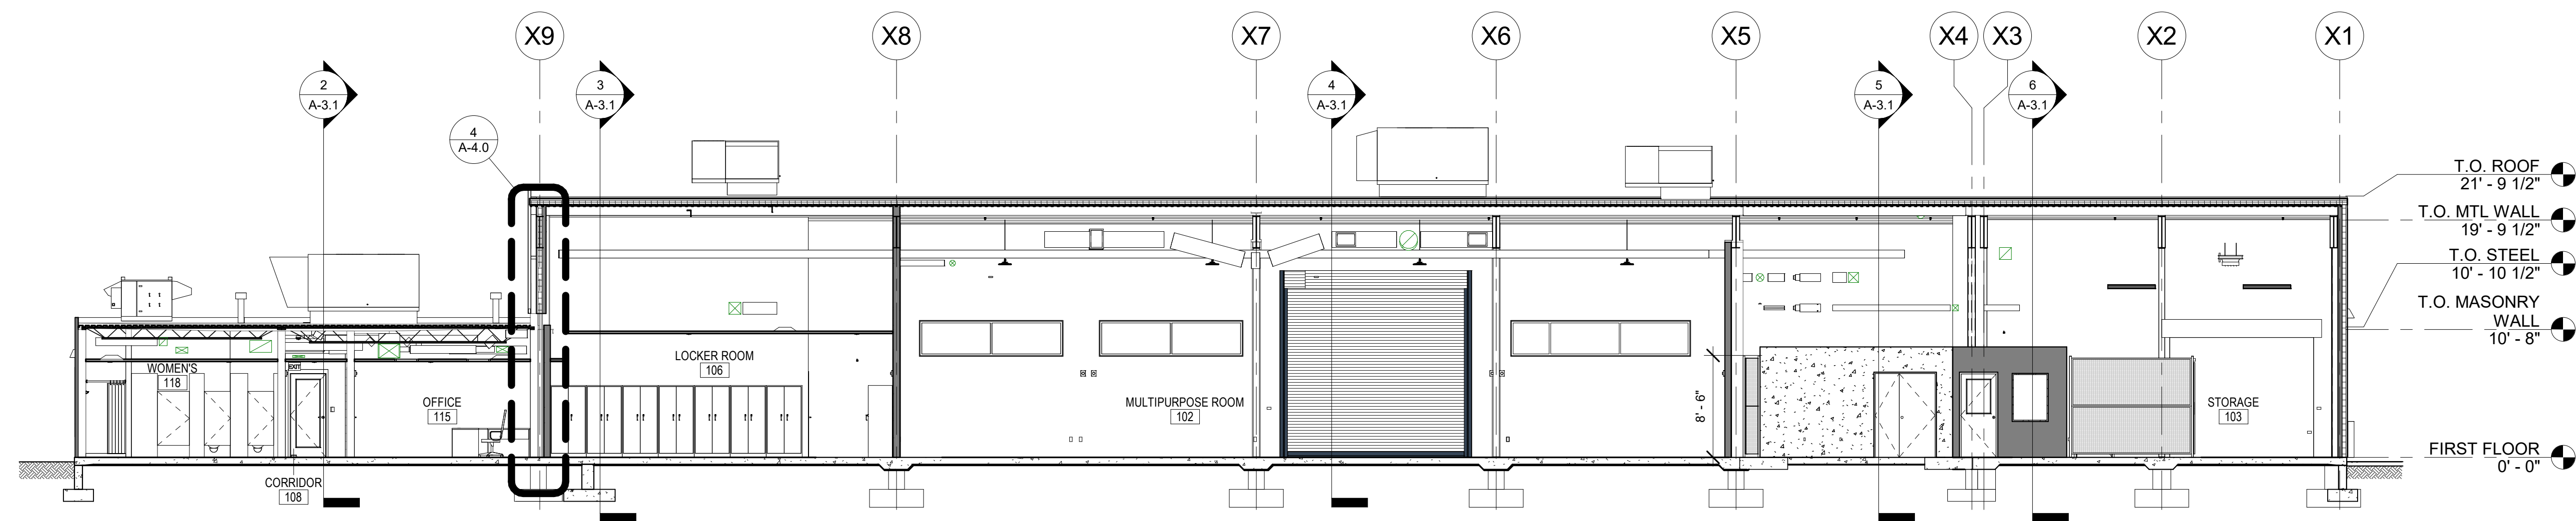 X9
X8
X7
X6
X5
X4
X3
X2
X1
2
A-3.1
3
A-3.1
4
A-3.1
5
A-3.1
6
A-3.1
4
A-4.0
T.O. ROOF
21' - 9 1/2"
T.O. MTL WALL
19' - 9 1/2"
T.O. STEEL
10' - 10 1/2"
T.O. MASONRY
WALL
10' - 8"
FIRST FLOOR
0' - 0"
WOMEN'S
118
EXIT
OFFICE
115
CORRIDOR
108
LOCKER ROOM
106
MULTIPURPOSE ROOM
102
8' - 6"
STORAGE
103